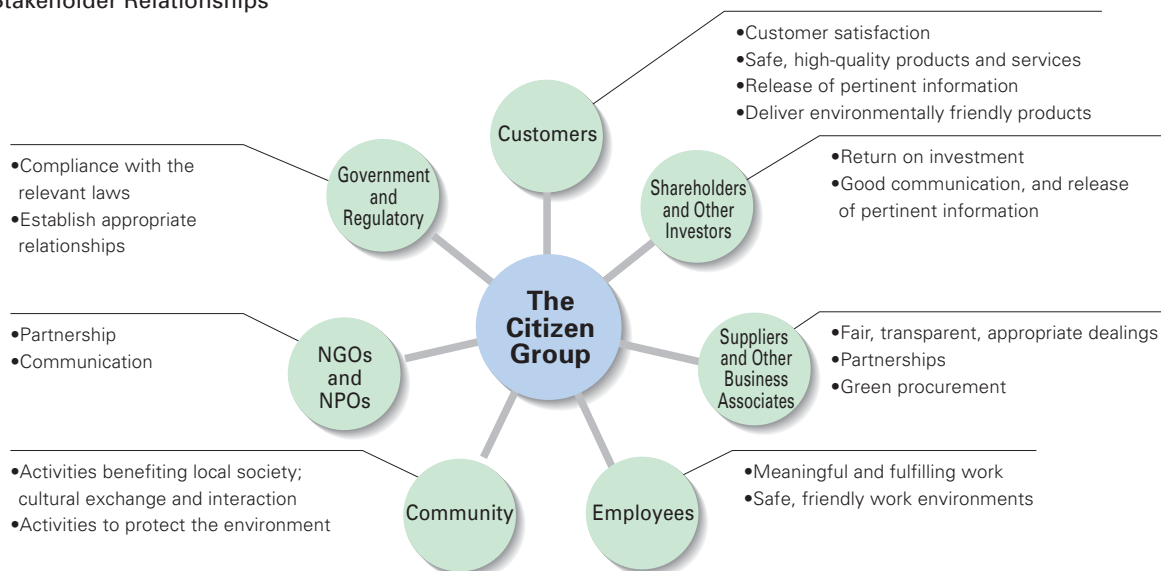 Stakeholder Relationships
•Customer satisfaction
•Safe, high-quality products and services
•Release of pertinent information
•Deliver environmentally friendly products
Customers
•Compliance with the
relevant laws
•Establish appropriate
relationships
Government
and
Regulatory
Shareholders
and Other
Investors
•Return on investment
•Good communication, and release
of pertinent information
The
Citizen
Group
•Partnership
•Communication
NGOs
and
NPOs
Suppliers
and Other
Business
Associates
•Fair, transparent, appropriate dealings
•Partnerships
•Green procurement
•Activities benefiting local society;
cultural exchange and interaction
•Activities to protect the environment
Community
Employees
•Meaningful and fulfilling work
•Safe, friendly work environments